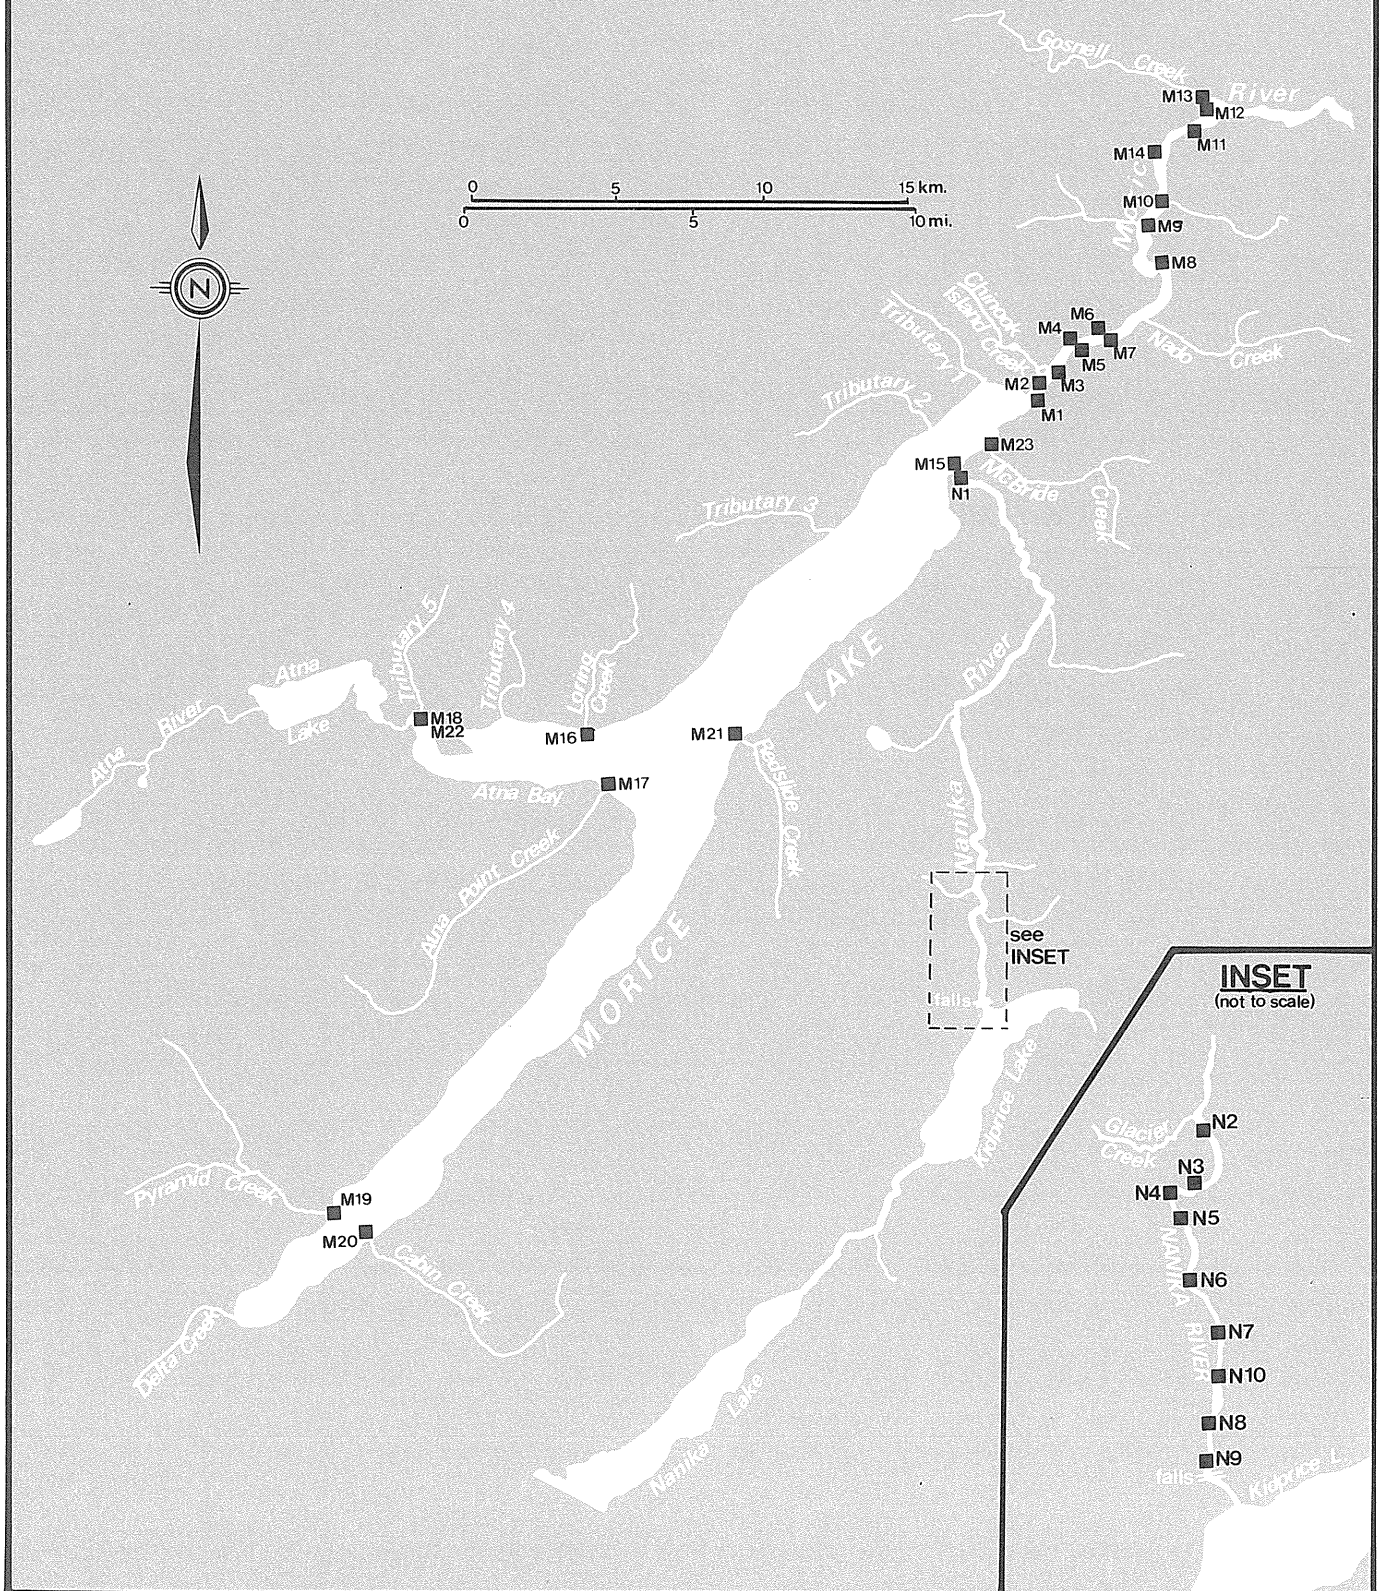 Gosnell Creek
M13
River
M12
M11
M14
0 5 10 15 km.
0 5 10 mi.
Morice
M10
M9
M8
N
Chinook
Island Creek
Tributary 1
M6
M4
M7
M5
Nado Creek
M2
M3
M1
Tributary 2
M23
M15
N1
McBride Creek
Tributary 3
Tributary 5
Tributary 4
Loring
Creek
River
LAKE
Atna
Lake
Atna River
M18
M22
M16
M21
Redslide Creek
M17
Atna Bay
Nanika
Atna Point Creek
see
INSET
MORICE
falls
Kidprice Lake
INSET
(not to scale)
Pyramid Creek
M19
M20
Cabin Creek
Delta Creek
Nanika Lake
Glacier
Creek
N2
N3
N4
N5
NANIKA RIVER
N6
N7
N10
N8
N9
falls
Kidprice L.